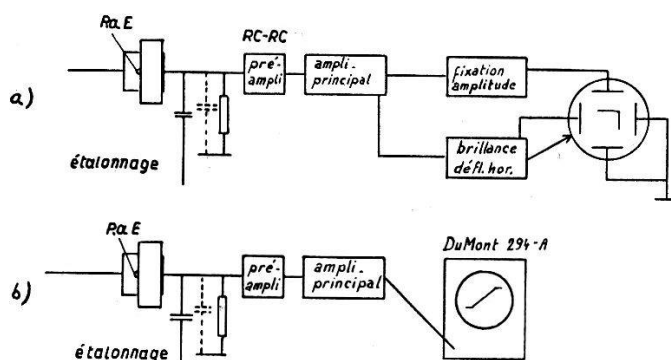 Ra E
RC-RC
pré-
ampli
ampli-
principal
fixation
amplitude
a)
étalonnage
brillance
défl. hor.
Ra E
DuMont 294-A
pré-
ampli
ampli-
principal
b)
étalonnage